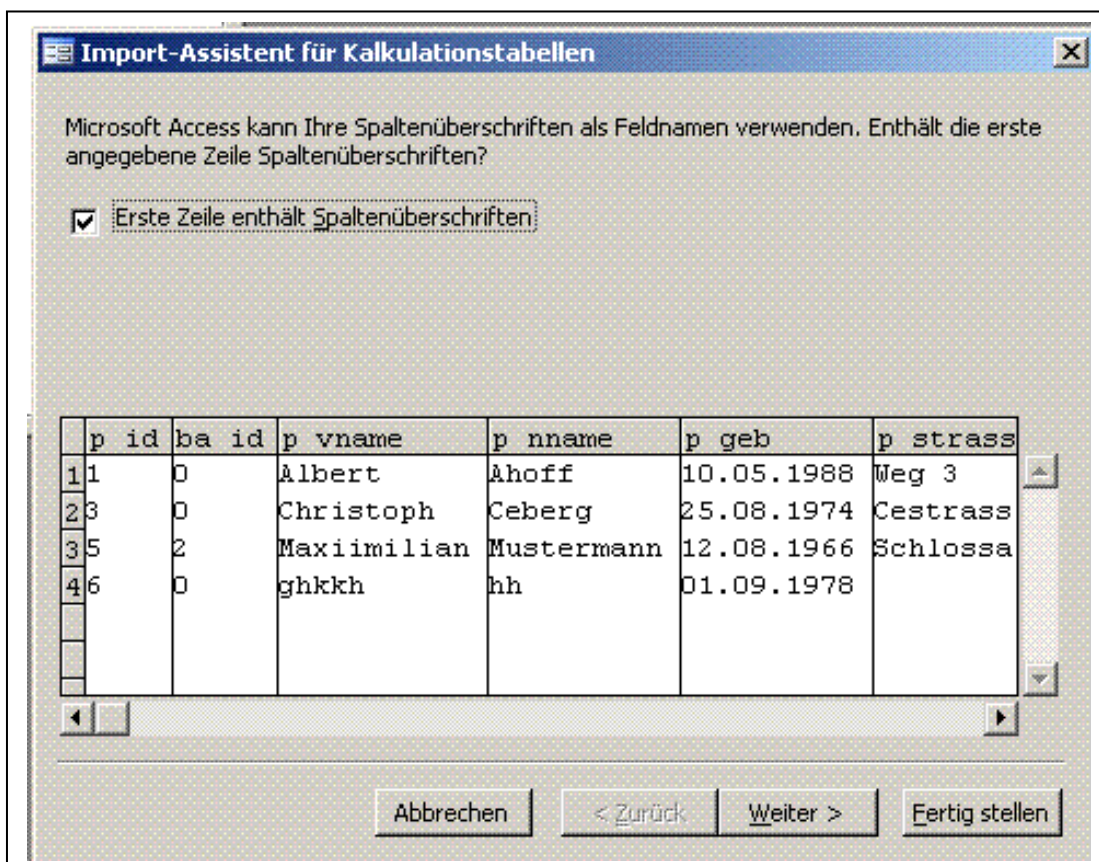 Import-Assistent für Kalkulationstabellen
Microsoft Access kann Ihre Spaltenüberschriften als Feldnamen verwenden. Enthält die erste
angegebene Zeile Spaltenüberschriften?
Erste Zeile enthält Spaltenüberschriften
p id ba id p vname p nname p geb p strass
1 1 0 Albert Ahoff 10.05.1988 Weg 3
2 3 0 Christoph Ceberg 25.08.1974 Cestrass
3 5 2 Maxiimilian Mustermann 12.08.1966 Schlossa
4 6 0 ghkkh hh 01.09.1978
Abbrechen < Zurück Weiter > Fertig stellen